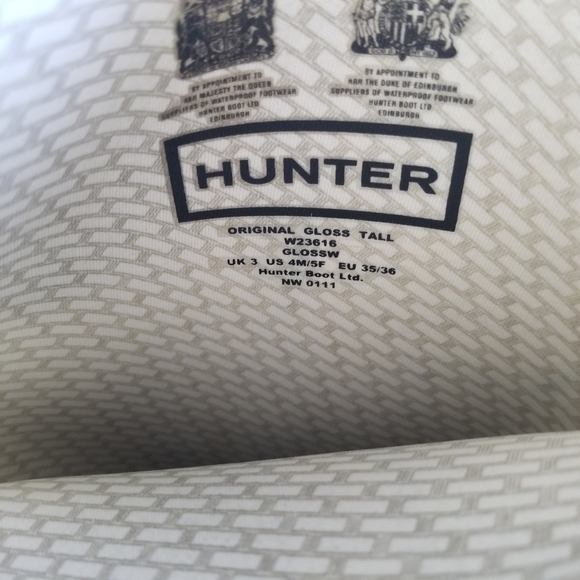 BY APPOINTMENT TO
HER MAJESTY THE QUEEN
SUPPLIERS OF WATERPROOF FOOTWEAR
HUNTER BOOT LTD
EDINBURGH
BY APPOINTMENT TO
HRH THE DUKE OF EDINBURGH
SUPPLIERS OF WATERPROOF FOOTWEAR
HUNTER BOOT LTD
EDINBURGH
HUNTER
ORIGINAL GLOSS TALL
W23616
GLOSSW
UK 3 US 4M/5F EU 35/36
Hunter Boot Ltd.
NW 0111